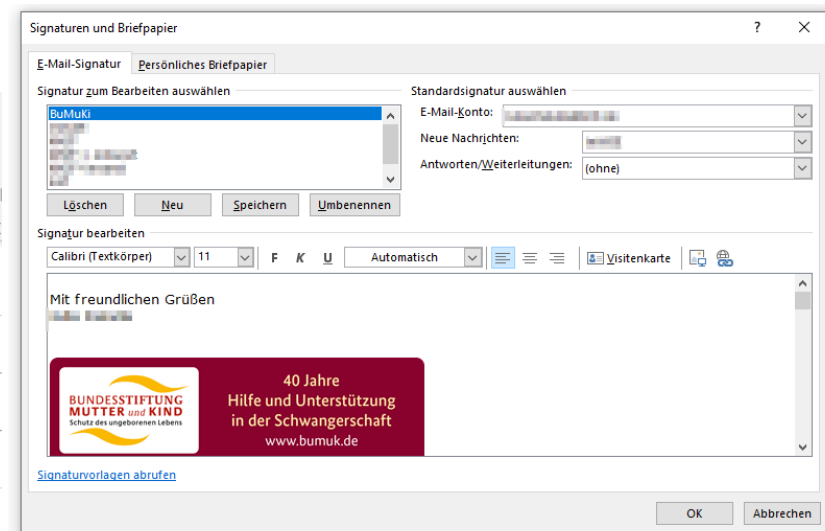 Signaturen und Briefpapier
?
E-Mail-Signatur
Persönliches Briefpapier
Signatur zum Bearbeiten auswählen
Standardsignatur auswählen
BuMuKi
E-Mail-Konto:
Neue Nachrichten:
Antworten/Weiterleitungen:
(ohne)
Löschen
Neu
Speichern
Umbenennen
Signatur bearbeiten
Calibri (Textkörper)
11
F
K
U
Automatisch
Visitenkarte
Mit freundlichen Grüßen
BUNDESSTIFTUNG
MUTTER und KIND
Schutz des ungeborenen Lebens
40 Jahre
Hilfe und Unterstützung
in der Schwangerschaft
www.bumuk.de
Signaturvorlagen abrufen
OK
Abbrechen